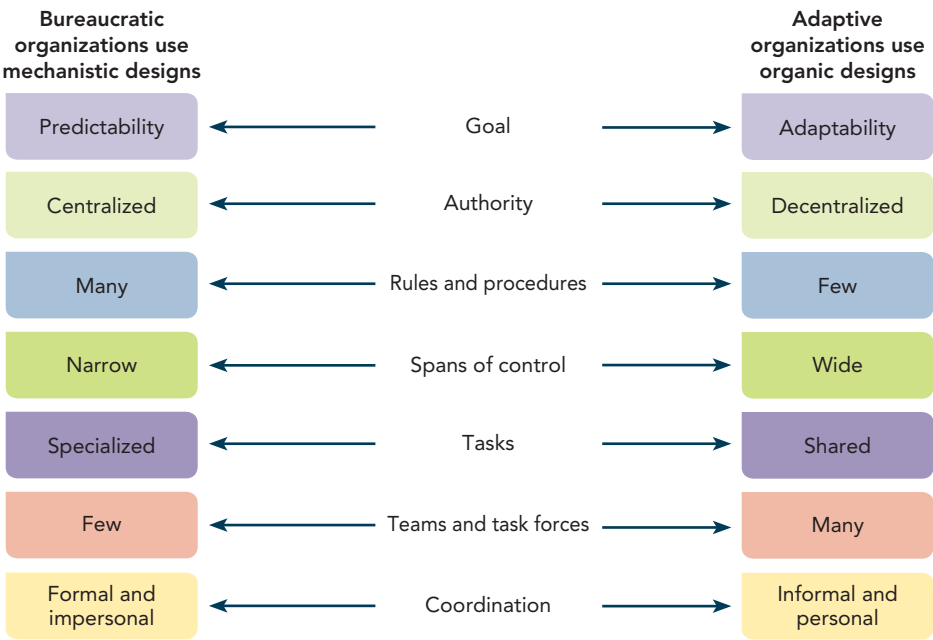 Bureaucratic
organizations use
mechanistic designs
Adaptive
organizations use
organic designs
Predictability
Goal
Adaptability
Centralized
Authority
Decentralized
Many
Rules and procedures
Few
Narrow
Spans of control
Wide
Specialized
Tasks
Shared
Few
Teams and task forces
Many
Formal and
impersonal
Coordination
Informal and
personal